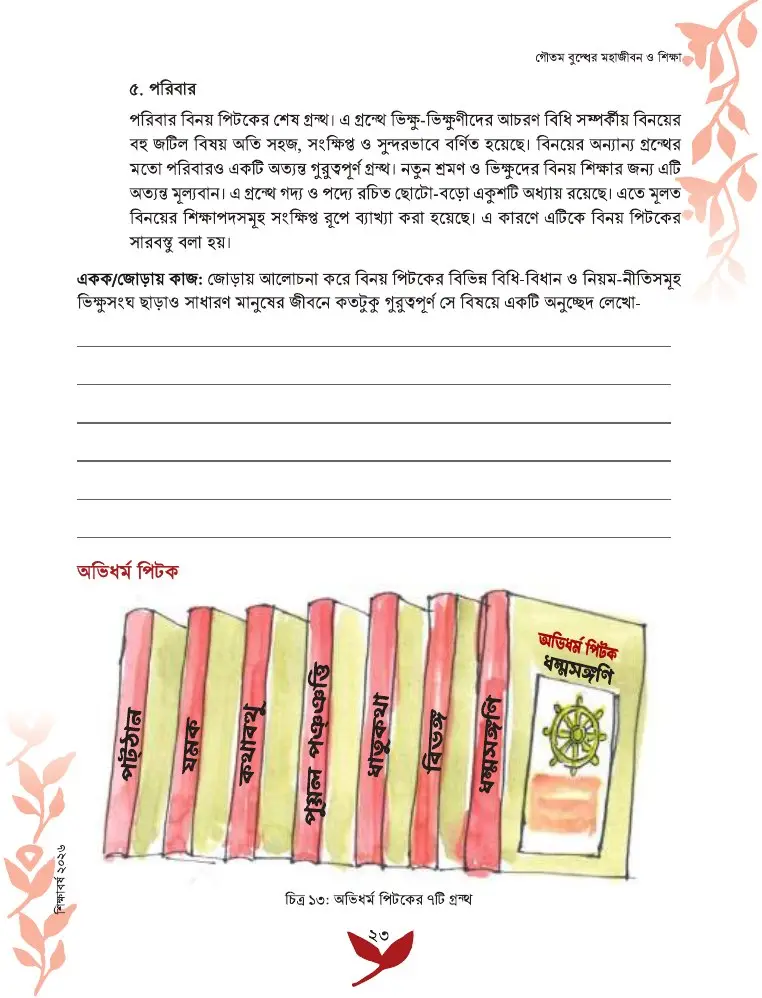 গৌতম বুদ্ধের মহাজীবন ও শিক্ষা
৫. পরিবার
পরিবার বিনয় পিটকের শেষ গ্রন্থ। এ গ্রন্থে ভিক্ষু-ভিক্ষুণীদের আচরণ বিধি সম্পর্কীয় বিনয়ের
বহু জটিল বিষয় অতি সহজ, সংক্ষিপ্ত ও সুন্দরভাবে বর্ণিত হয়েছে। বিনয়ের অন্যান্য গ্রন্থের
মতো পরিবারও একটি অত্যন্ত গুরুত্বপূর্ণ গ্রন্থ। নতুন শ্রমণ ও ভিক্ষুদের বিনয় শিক্ষার জন্য এটি
অত্যন্ত মূল্যবান। এ গ্রন্থে গদ্য ও পদ্যে রচিত ছোটো-বড়ো একুশটি অধ্যায় রয়েছে। এতে মূলত
বিনয়ের শিক্ষাপদসমূহ সংক্ষিপ্ত রূপে ব্যাখ্যা করা হয়েছে। এ কারণে এটিকে বিনয় পিটকের
সারবস্তু বলা হয়।
একক/জোড়ায় কাজ: জোড়ায় আলোচনা করে বিনয় পিটকের বিভিন্ন বিধি-বিধান ও নিয়ম-নীতিসমূহ
ভিক্ষুসংঘ ছাড়াও সাধারণ মানুষের জীবনে কতটুকু গুরুত্বপূর্ণ সে বিষয়ে একটি অনুচ্ছেদ লেখো-
অভিধর্ম পিটক
পট্ঠান
যমক
কথাবত্থু
পুগ্গল পঞ্ঞত্তি
ধাতুকথা
বিভঙ্গ
ধম্মসঙ্গণি
অভিধর্ম পিটক
ধম্মসঙ্গণি
চিত্র ১৩: অভিধর্ম পিটকের ৭টি গ্রন্থ
২৩
শিক্ষাবর্ষ ২০২৬